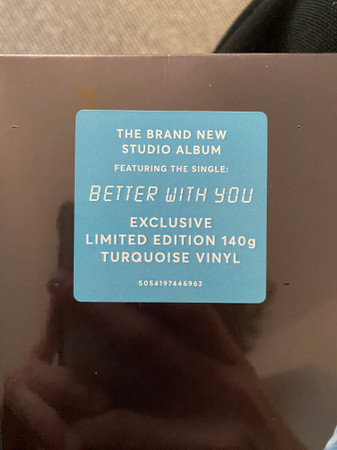 THE BRAND NEW
STUDIO ALBUM
FEATURING THE SINGLE:
BETTER WITH YOU
EXCLUSIVE
LIMITED EDITION 140g
TURQUOISE VINYL
5054197446962